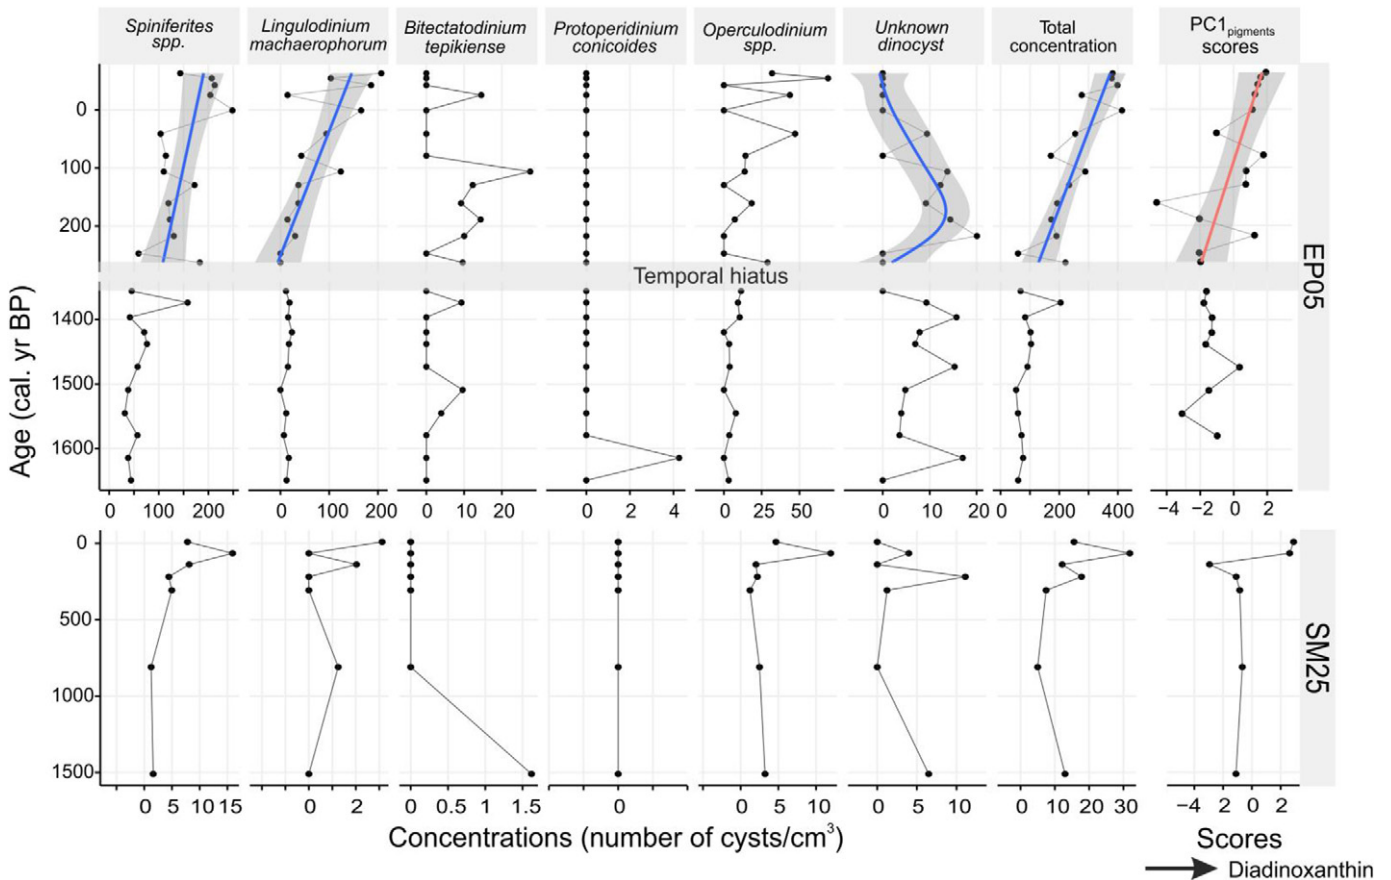 Spiniferites
spp.
Lingulodinium
machaerophorum
Bitectatodinium
tepikiense
Protoperidinium
conicoides
Operculodinium
spp.
Unknown
dinocyst
Total
concentration
PC1pigments
scores
0
100
200
Temporal hiatus
1400
1500
1600
EP05
Age (cal. yr BP)
0 100 200
0 100 200
0 10 20
0 2 4
0 25 50
0 10 20
0 200 400
−4 −2 0 2
0
500
1000
1500
SM25
0 5 10 15
0 2
0 0.5 1 1.5
0
0 5 10
0 5 10
0 10 20 30
−4 2 0 2
Concentrations (number of cysts/cm3)
Scores
Diadinoxanthin